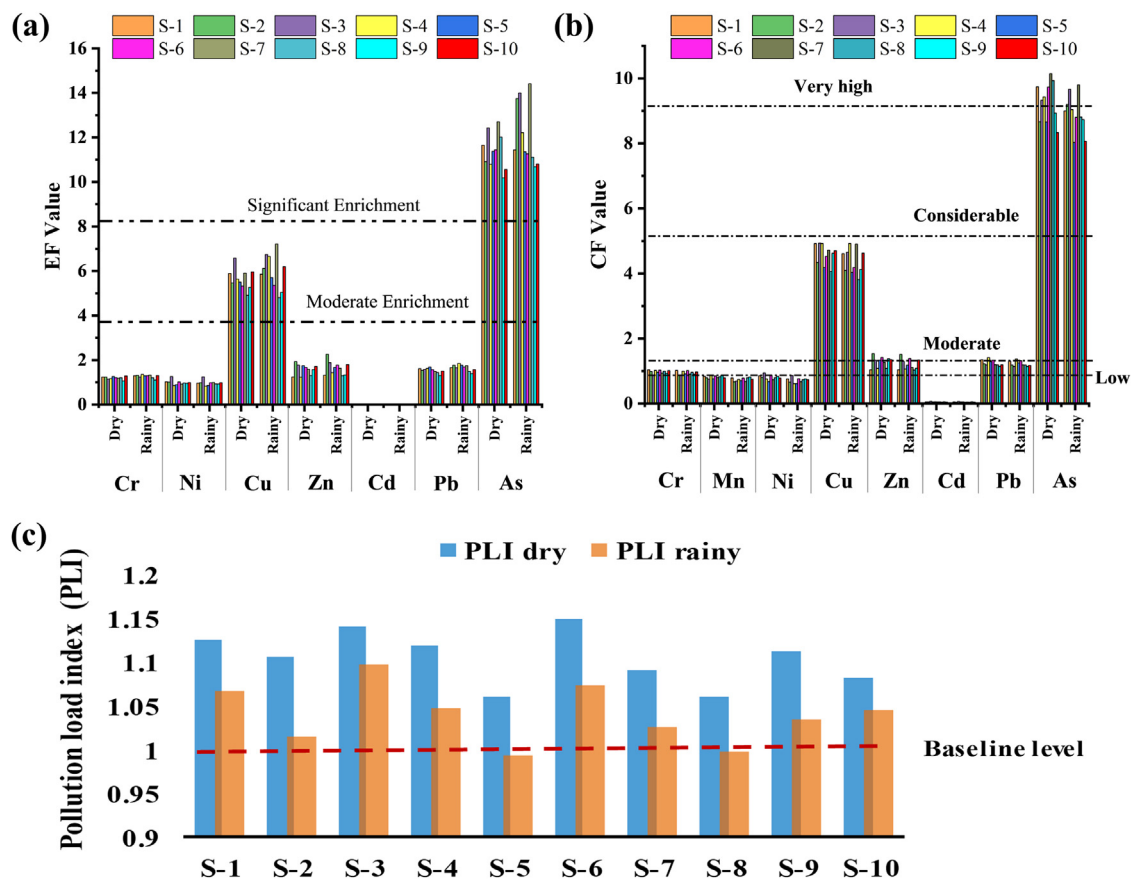 (a)
S-1 S-2 S-3 S-4 S-5
S-6 S-7 S-8 S-9 S-10
EF Value
16
14
12
10
8
6
4
2
0
Significant Enrichment
Moderate Enrichment
Dry Rainy Dry Rainy Dry Rainy Dry Rainy Dry Rainy Dry Rainy Dry Rainy
Cr Ni Cu Zn Cd Pb As
(b)
S-1 S-2 S-3 S-4 S-5
S-6 S-7 S-8 S-9 S-10
CF Value
10
8
6
4
2
0
Very high
Considerable
Moderate
Low
Dry Rainy Dry Rainy Dry Rainy Dry Rainy Dry Rainy Dry Rainy Dry Rainy Dry Rainy
Cr Mn Ni Cu Zn Cd Pb As
(c)
PLI dry PLI rainy
Pollution load index (PLI)
1.2
1.15
1.1
1.05
1
0.95
0.9
Baseline level
S-1 S-2 S-3 S-4 S-5 S-6 S-7 S-8 S-9 S-10